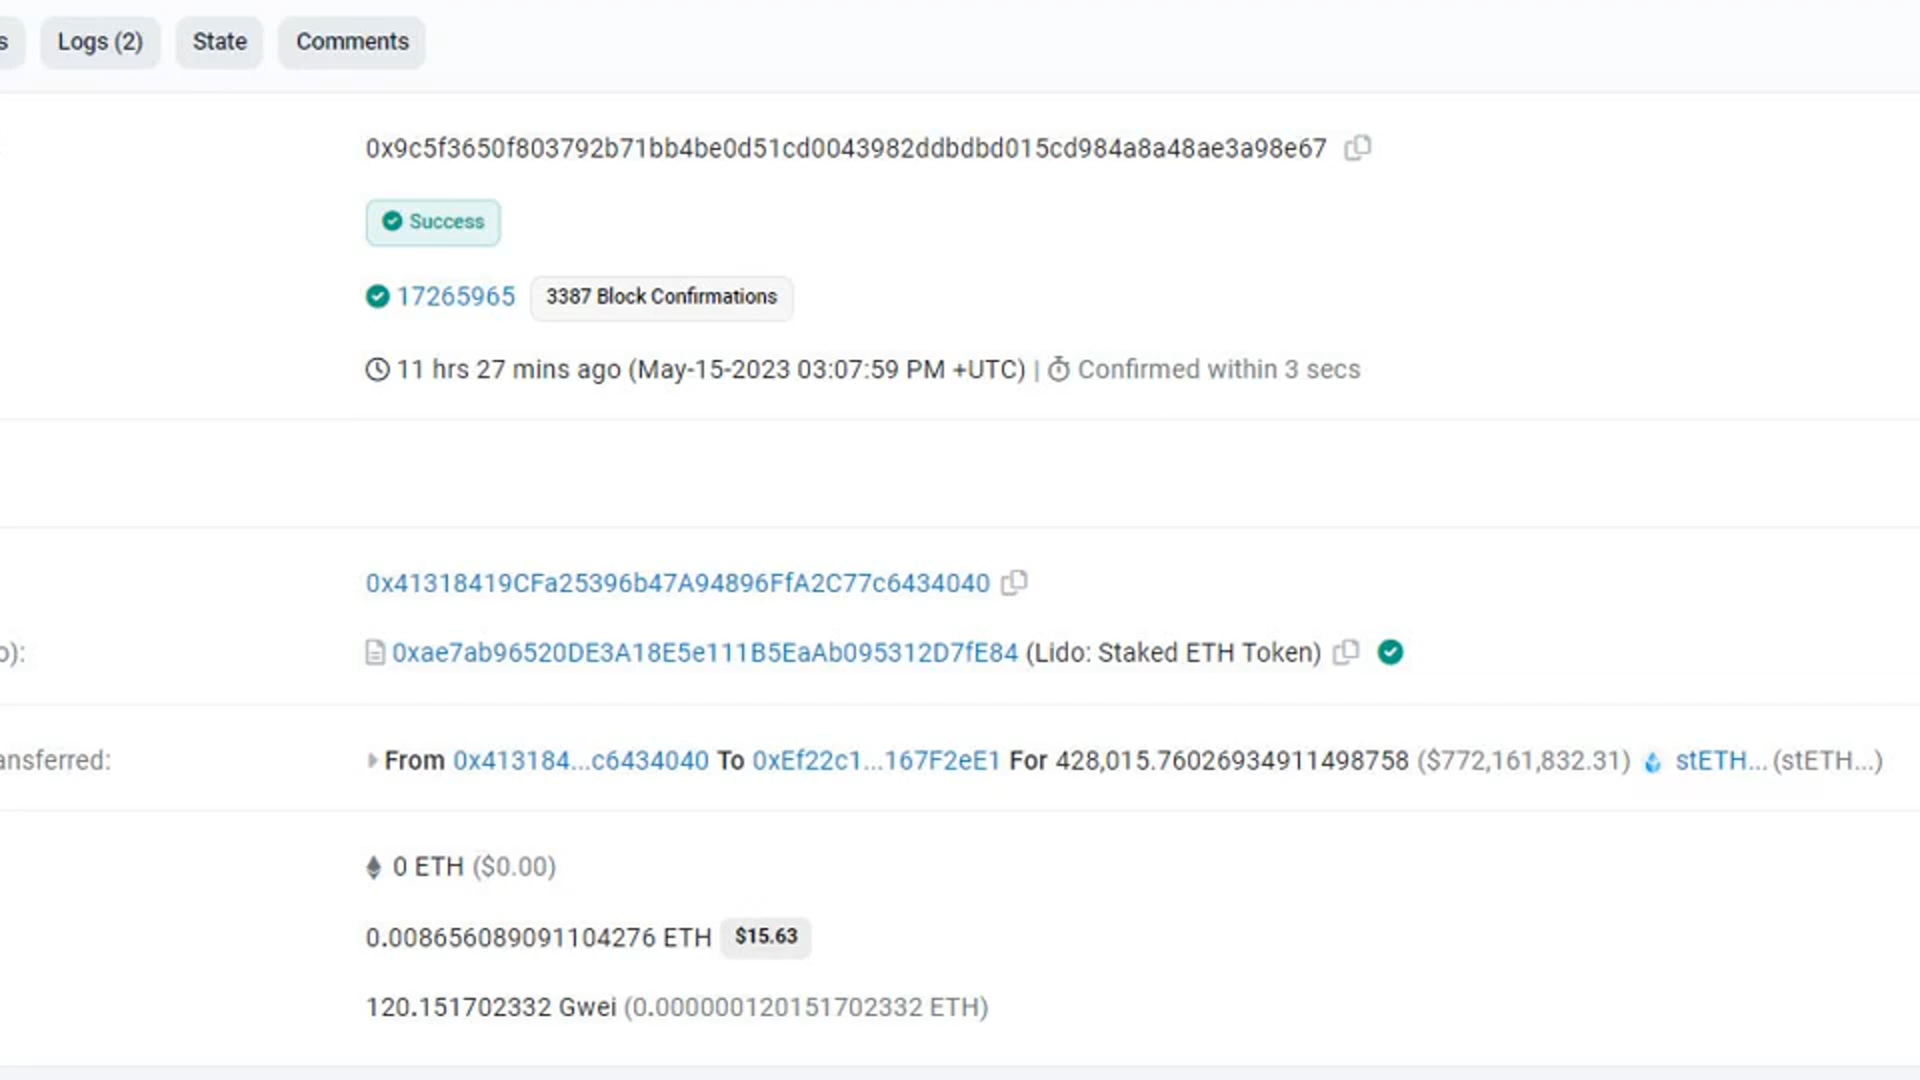 s Logs (2) State Comments
0x9c5f3650f803792b71bb4be0d51cd0043982ddbdbd015cd984a8a48ae3a98e67
Success
17265965 3387 Block Confirmations
11 hrs 27 mins ago (May-15-2023 03:07:59 PM +UTC) | Confirmed within 3 secs
0x41318419CFa25396b47A94896FfA2C77c6434040
o): 0xae7ab96520DE3A18E5e111B5EaAb095312D7fE84 (Lido: Staked ETH Token)
ansferred: From 0x413184...c6434040 To 0xEf22c1...167F2eE1 For 428,015.76026934911498758 ($772,161,832.31) stETH... (stETH...)
0 ETH ($0.00)
0.008656089091104276 ETH $15.63
120.151702332 Gwei (0.000000120151702332 ETH)